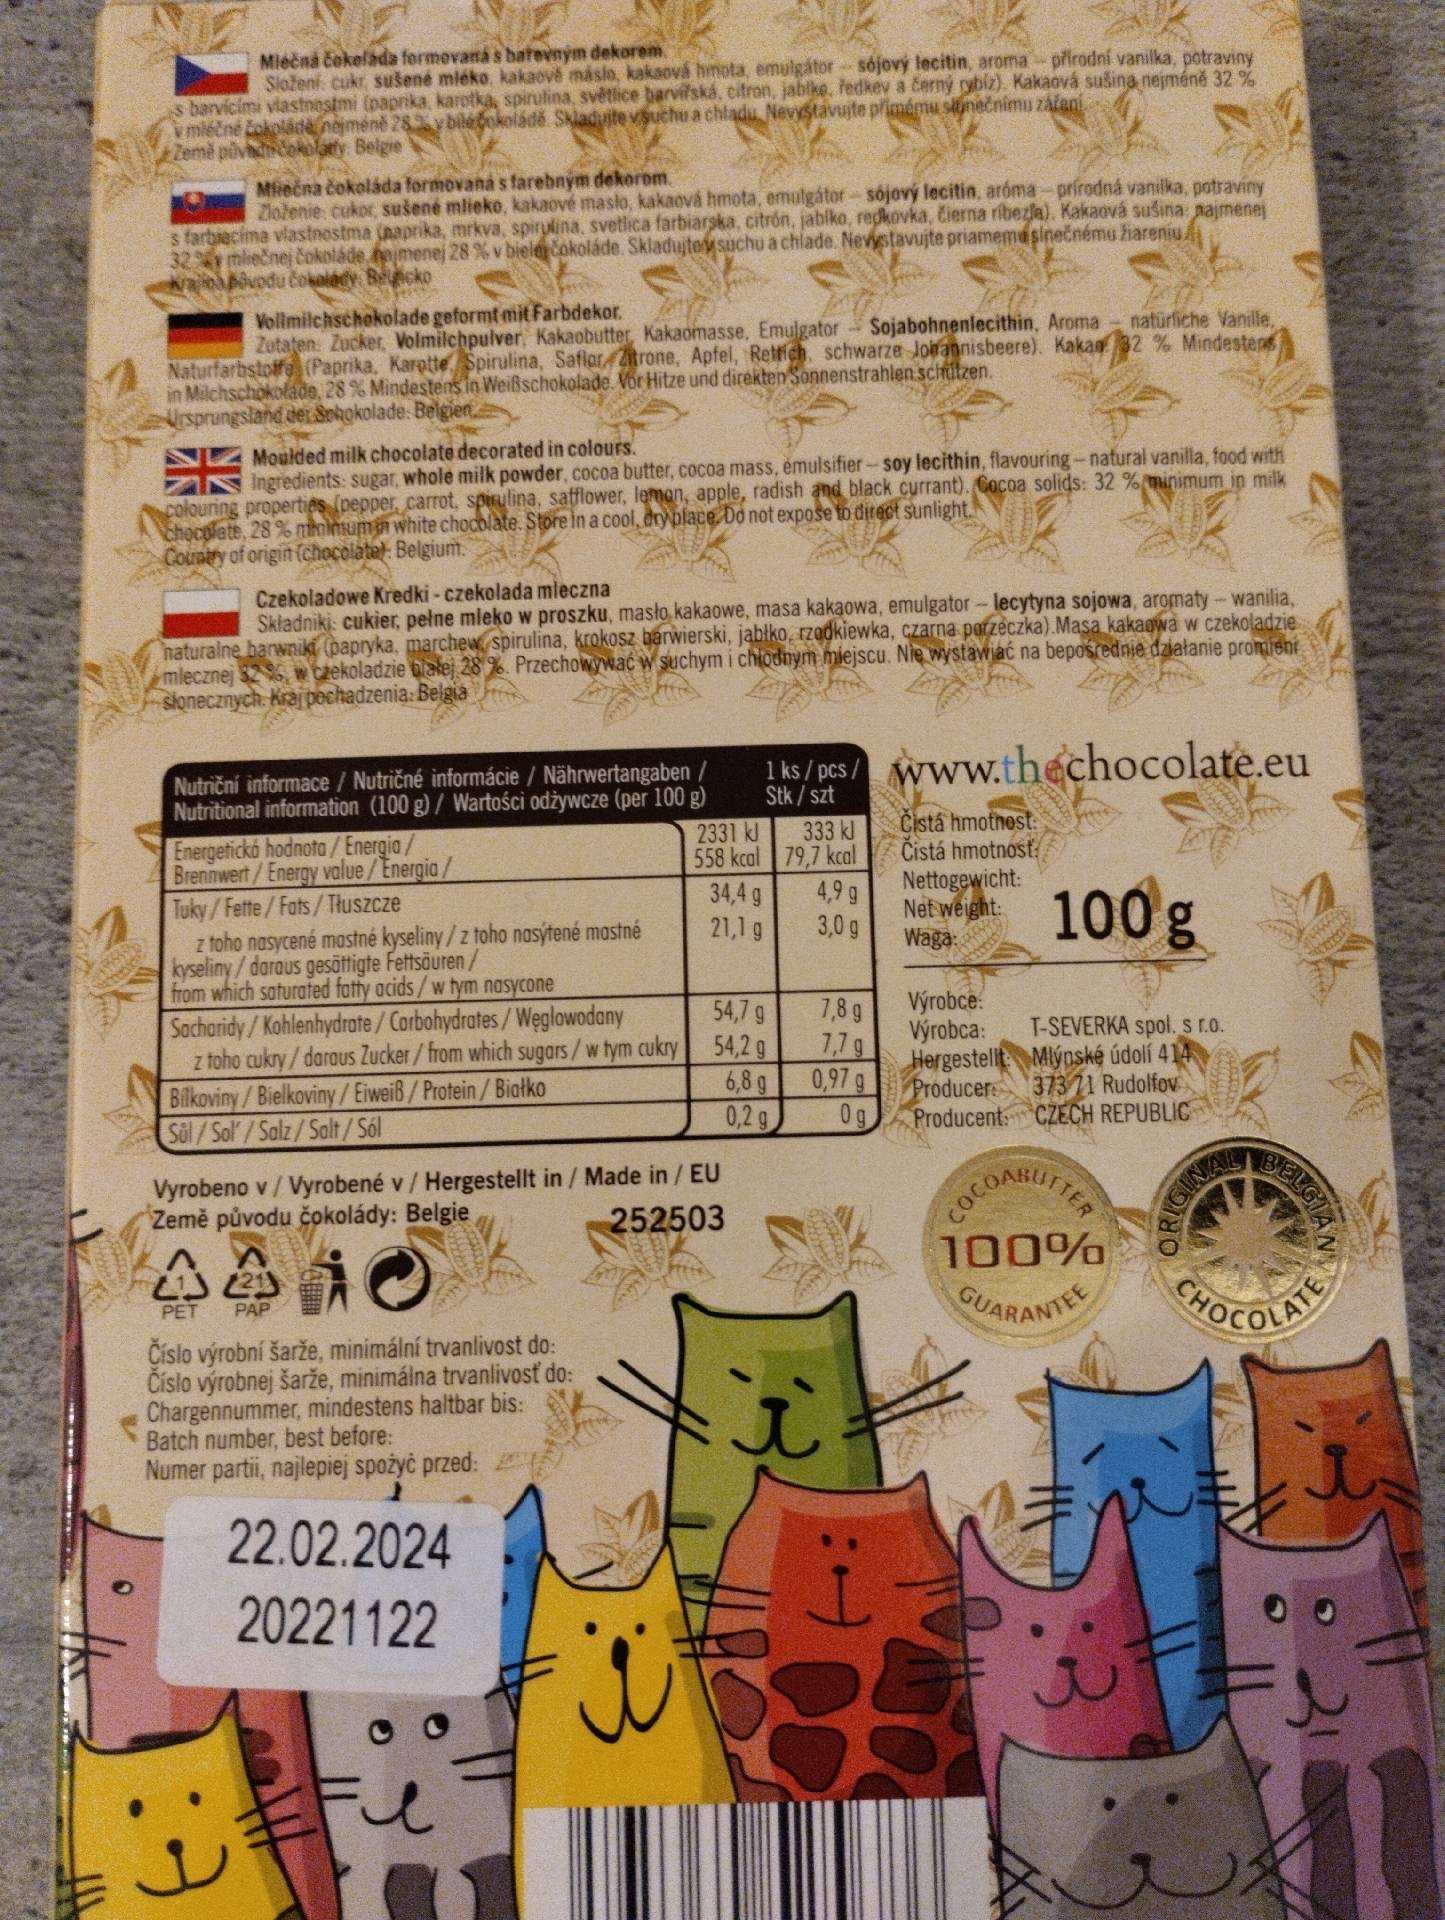 Mléčná čokoláda formovaná s barevným dekorem.
Složení: cukr, sušené mléko, kakaové máslo, kakaová hmota, emulgátor – sójový lecitin, aroma – přírodní vanilka, potraviny
s barvícími vlastnostmi (paprika, karotka, spirulina, světlice barvířská, citron, jablko, ředkev a černý rybíz). Kakaová sušina nejméně 32 %
v mléčné čokoládě, nejméně 28 % v bílé čokoládě. Skladujte v suchu a chladu. Nevystavujte přímému slunečnímu záření.
Země původu čokolády: Belgie
Mliečna čokoláda formovaná s farebným dekorom.
Zloženie: cukor, sušené mlieko, kakaové maslo, kakaová hmota, emulgátor – sójový lecitin, aróma – prírodná vanilka, potraviny
s farbiacima vlastnostma (paprika, mrkva, spirulina, svetlica farbiarska, citrón, jablko, reďkovka, čierna ríbezľa). Kakaová sušina: najmenej
32 % v mliečnej čokoláde, najmenej 28 % v bielej čokoláde. Skladujte v suchu a chlade. Nevystavujte priamemu slnečnému žiareniu.
Krajina pôvodu čokolády: Belgicko
Vollmilchschokolade geformt mit Farbdekor.
Zutaten: Zucker, Vollmilchpulver, Kakaobutter, Kakaomasse, Emulgator – Sojabohnenlecithin, Aroma – natürliche Vanille,
Naturfarbstoffe (Paprika, Karotte, Spirulina, Saflor, Zitrone, Apfel, Rettich, schwarze Johannisbeere). Kakao: 32 % Mindestens
in Milchschokolade, 28 % Mindestens in Weißschokolade. Vor Hitze und direkten Sonnenstrahlen schützen.
Ursprungsland der Schokolade: Belgien.
Moulded milk chocolate decorated in colours.
Ingredients: sugar, whole milk powder, cocoa butter, cocoa mass, emulsifier – soy lecithin, flavouring – natural vanilla, food with
colouring properties (pepper, carrot, spirulina, safflower, lemon, apple, radish and black currant). Cocoa solids: 32 % minimum in milk
chocolate, 28 % minimum in white chocolate. Store in a cool, dry place. Do not expose to direct sunlight.
Country of origin (chocolate): Belgium.
Czekoladowe Kredki - czekolada mleczna
Składniki: cukier, pełne mleko w proszku, masło kakaowe, masa kakaowa, emulgator – lecytyna sojowa, aromaty – wanilia,
naturalne barwniki (papryka, marchew, spirulina, krokosz barwierski, jabłko, rzodkiewka, czarna porzeczka).Masa kakaowa w czekoladzie
mlecznej 32 %, w czekoladzie białej 28 %. Przechowywać w suchym i chłodnym miejscu. Nie wystawiać na bepośrednie działanie promieni
słonecznych. Kraj pochadzenia: Belgia
Nutriční informace / Nutričné informácie / Nährwertangaben / 1 ks / pcs /
Nutritional information (100 g) / Wartości odżywcze (per 100 g) Stk / szt
Energetická hodnota / Energia / 2331 kJ 333 kJ
Brennwert / Energy value / Energia / 558 kcal 79,7 kcal
Tuky / Fette / Fats / Tłuszcze 34,4 g 4,9 g
z toho nasycené mastné kyseliny / z toho nasýtené mastné 21,1 g 3,0 g
kyseliny / daraus gesättigte Fettsäuren /
from which saturated fatty acids / w tym nasycone
Sacharidy / Kohlenhydrate / Carbohydrates / Węglowodany 54,7 g 7,8 g
z toho cukry / daraus Zucker / from which sugars / w tym cukry 54,2 g 7,7 g
Bílkoviny / Bielkoviny / Eiweiß / Protein / Białko 6,8 g 0,97 g
Sůl / Soľ / Salz / Salt / Sól 0,2 g 0 g
www.thechocolate.eu
Čistá hmotnost:
Čistá hmotnosť:
Nettogewicht:
Net weight: 100 g
Waga:
Výrobce:
Výrobca: T-SEVERKA spol. s r.o.
Hergestellt: Mlýnské údolí 414
Producer: 373 71 Rudolfov
Producent: CZECH REPUBLIC
Vyrobeno v / Vyrobené v / Hergestellt in / Made in / EU
Země původu čokolády: Belgie 252503
1 21
PET PAP
COCOABUTTER
100%
GUARANTEE
ORIGINAL BELGIAN
CHOCOLATE
Číslo výrobní šarže, minimální trvanlivost do:
Číslo výrobnej šarže, minimálna trvanlivosť do:
Chargennummer, mindestens haltbar bis:
Batch number, best before:
Numer partii, najlepiej spożyć przed:
22.02.2024
20221122